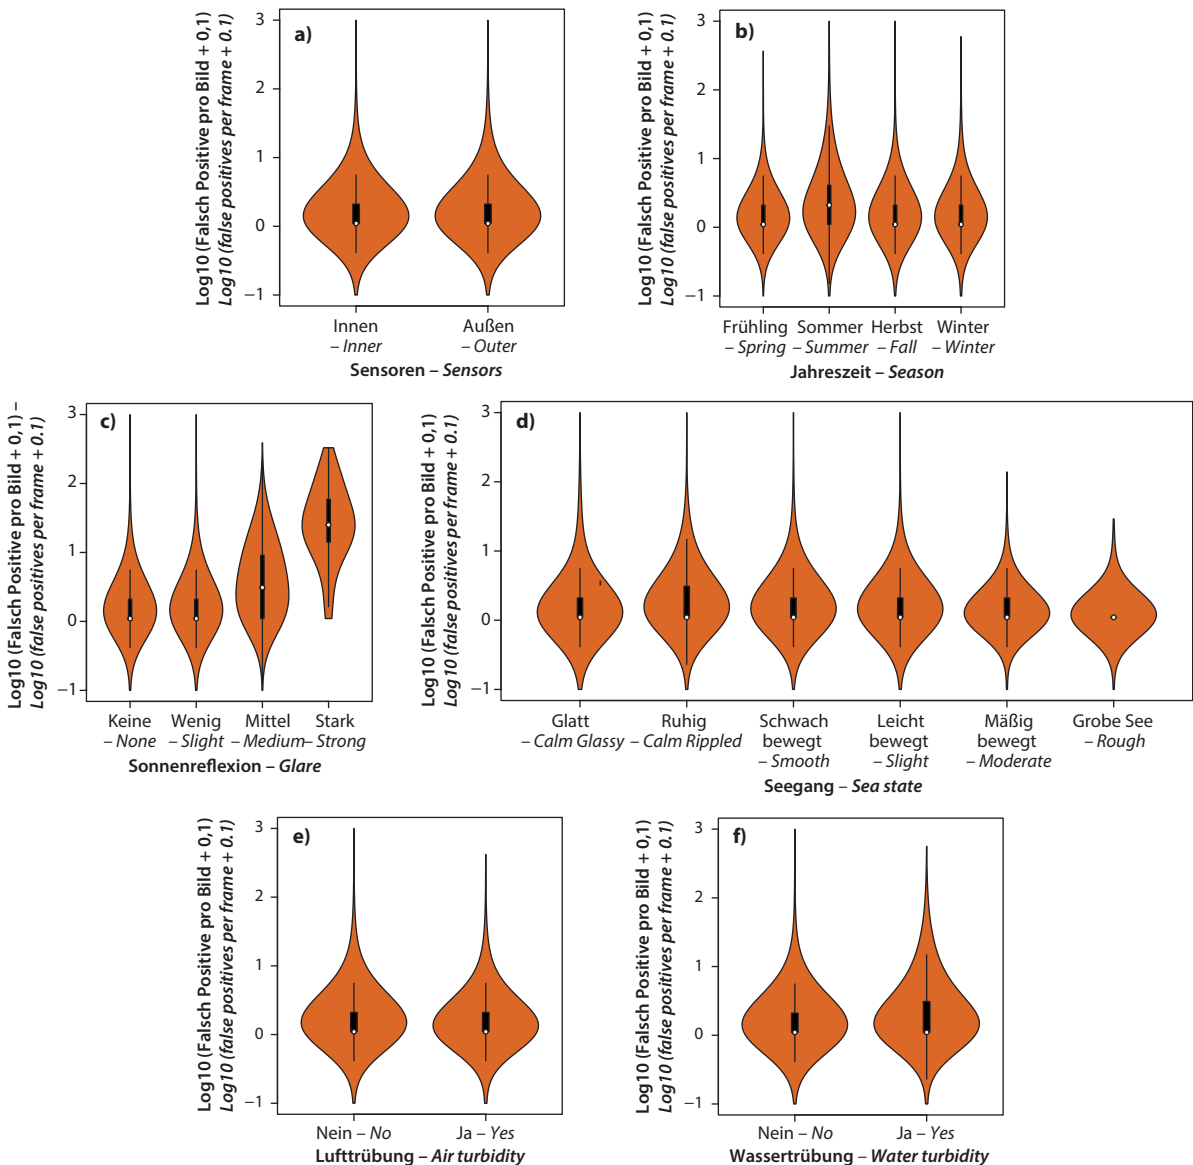 Log10 (Falsch Positive pro Bild + 0,1)
Log10 (false positives per frame + 0.1)
a)
3
2
1
0
−1
Innen
– Inner
Außen
– Outer
Sensoren – Sensors
Log10 (Falsch Positive pro Bild + 0,1)
Log10 (false positives per frame + 0.1)
b)
3
2
1
0
−1
Frühling
– Spring
Sommer
– Summer
Herbst
– Fall
Winter
– Winter
Jahreszeit – Season
Log10 (Falsch Positive pro Bild + 0,1) –
Log10 (false positives per frame + 0.1)
c)
3
2
1
0
−1
Keine
– None
Wenig
– Slight
Mittel
– Medium
Stark
– Strong
Sonnenreflexion – Glare
Log10 (Falsch Positive pro Bild + 0,1)
Log10 (false positives per frame + 0.1)
d)
3
2
1
0
−1
Glatt
– Calm Glassy
Ruhig
– Calm Rippled
Schwach
bewegt
– Smooth
Leicht
bewegt
– Slight
Mäßig
bewegt
– Moderate
Grobe See
– Rough
Seegang – Sea state
Log10 (Falsch Positive pro Bild + 0,1)
Log10 (false positives per frame + 0.1)
e)
3
2
1
0
−1
Nein – No
Ja – Yes
Lufttrübung – Air turbidity
Log10 (Falsch Positive pro Bild + 0,1)
Log10 (false positives per frame + 0.1)
f)
3
2
1
0
−1
Nein – No
Ja – Yes
Wassertrübung – Water turbidity